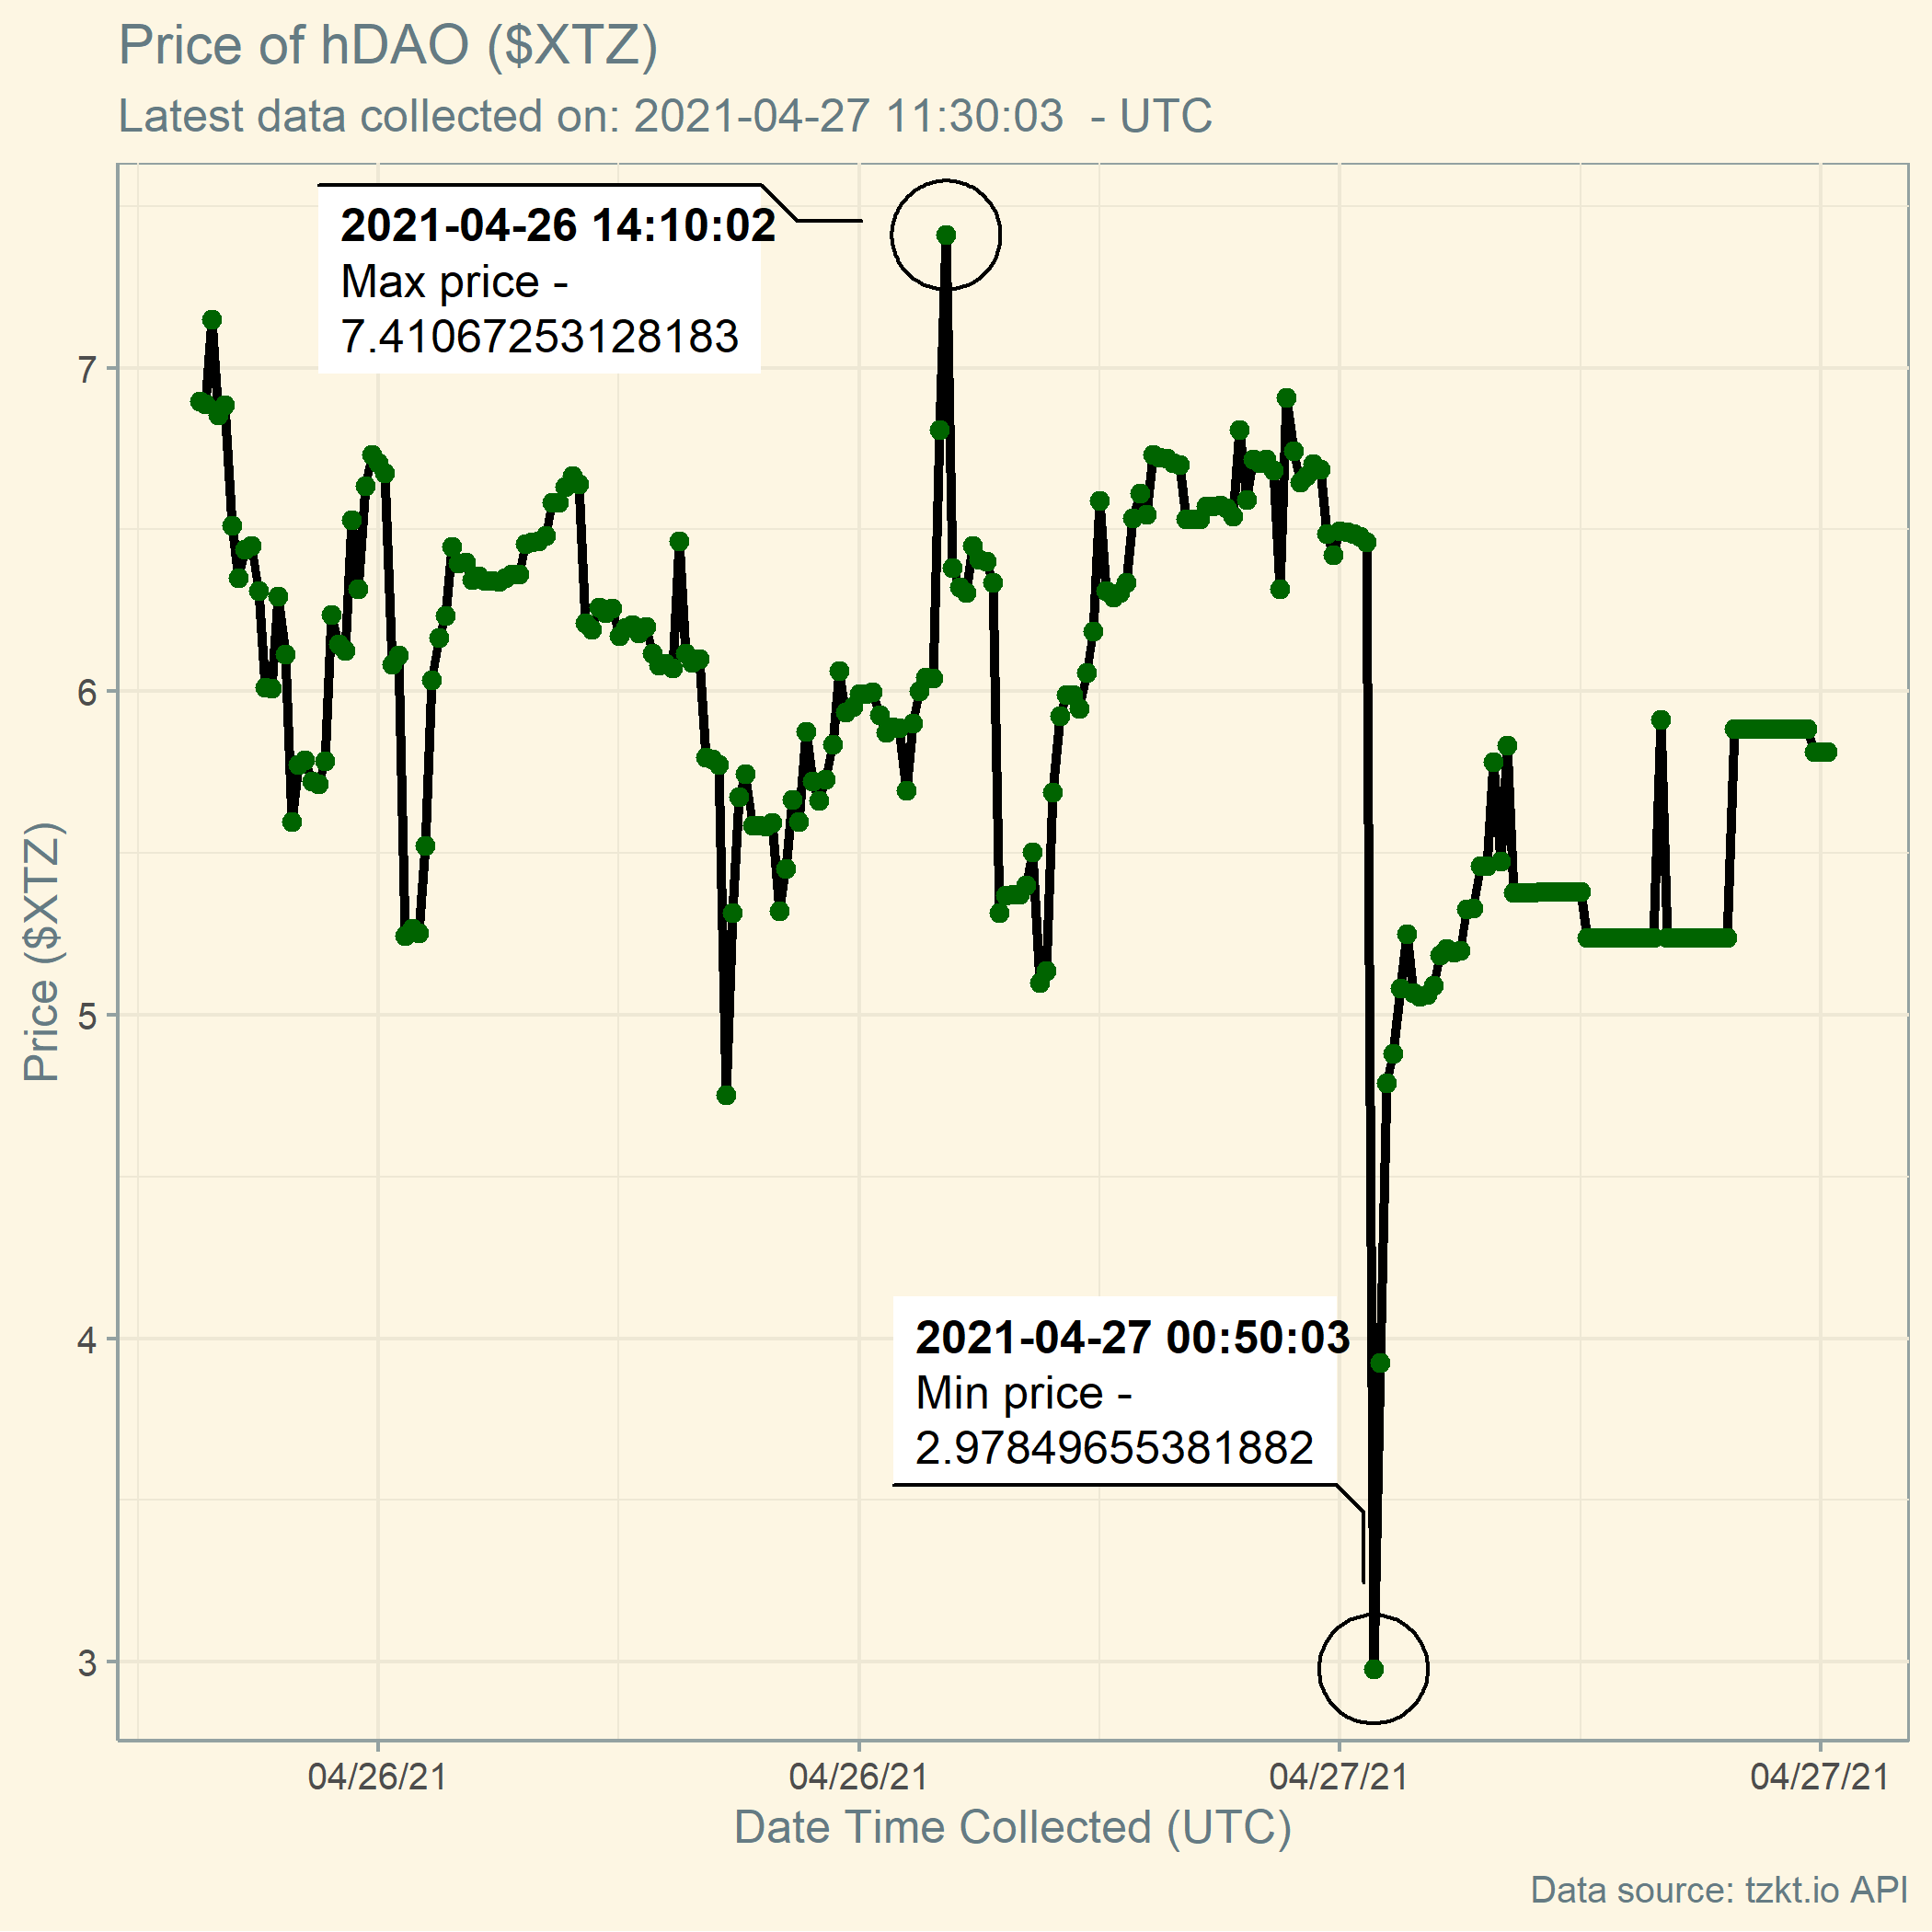 Price of hDAO ($XTZ)
Latest data collected on: 2021-04-27 11:30:03  - UTC
2021-04-26 14:10:02
Max price -
7.41067253128183
7
6
5
4
3
Price ($XTZ)
2021-04-27 00:50:03
Min price -
2.97849655381882
04/26/21
04/26/21
04/27/21
04/27/21
Date Time Collected (UTC)
Data source: tzkt.io API